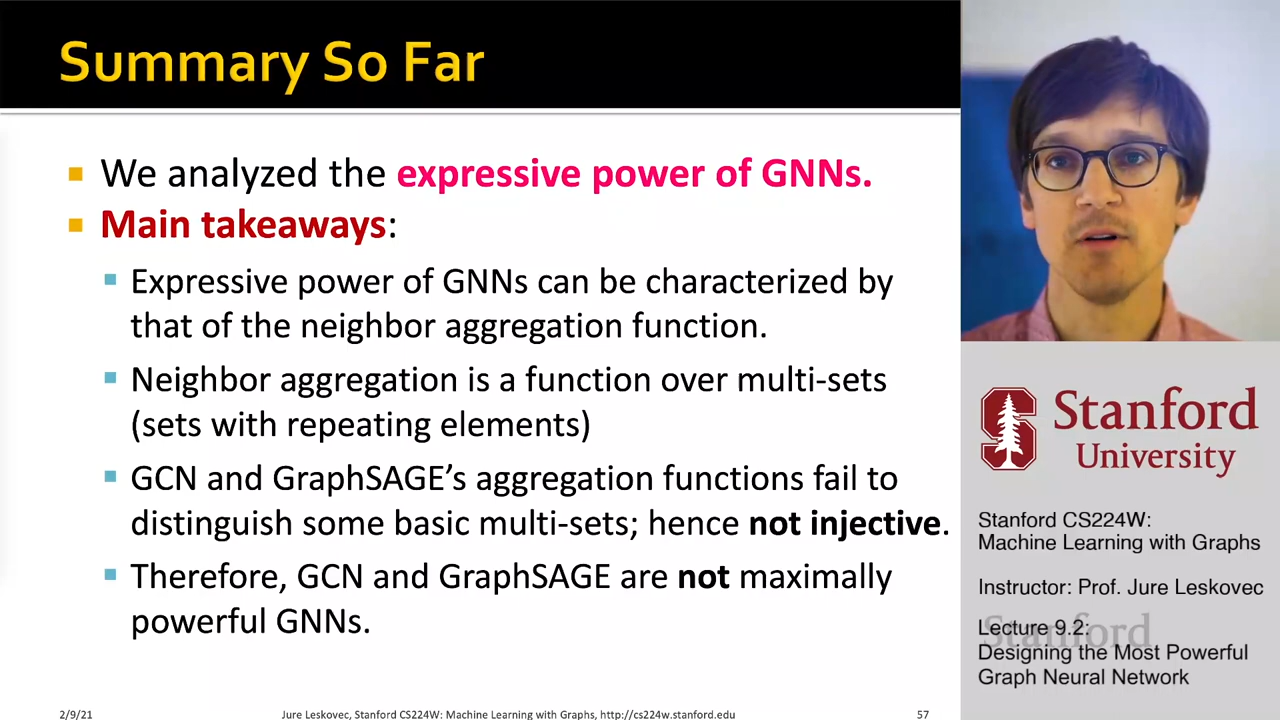 Summary So Far
We analyzed the expressive power of GNNs.
Main takeaways:
Expressive power of GNNs can be characterized by
that of the neighbor aggregation function.
Neighbor aggregation is a function over multi-sets
(sets with repeating elements)
GCN and GraphSAGE's aggregation functions fail to
distinguish some basic multi-sets; hence not injective.
Therefore, GCN and GraphSAGE are not maximally
powerful GNNs.
2/9/21
Jure Leskovec, Stanford CS224W: Machine Learning with Graphs, http://cs224w.stanford.edu
57
Stanford
University
Stanford CS224W:
Machine Learning with Graphs
Instructor: Prof. Jure Leskovec
Stanford
Lecture 9.2:
Designing the Most Powerful
Graph Neural Network